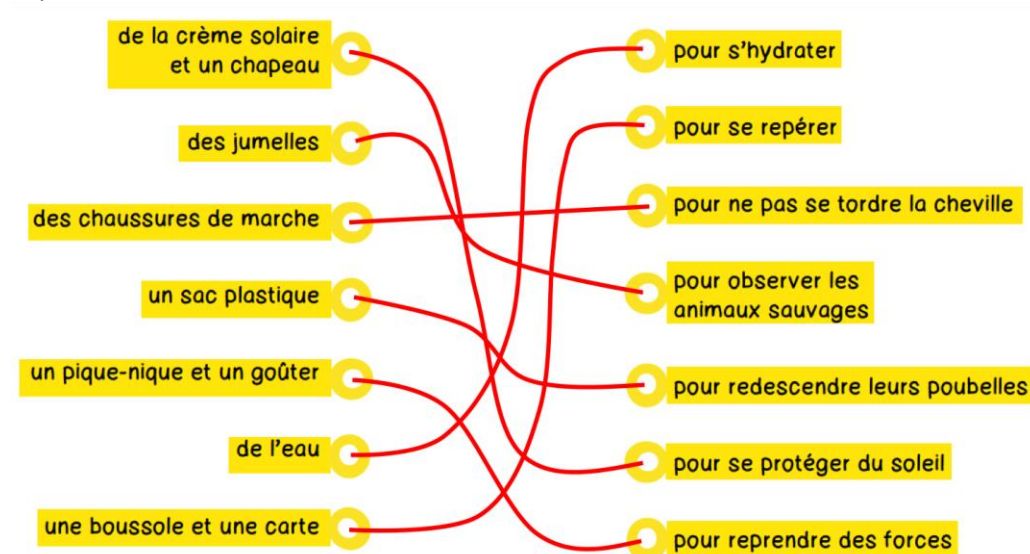 de la crème solaire
et un chapeau
des jumelles
des chaussures de marche
un sac plastique
un pique-nique et un goûter
de l'eau
une boussole et une carte
pour s'hydrater
pour se repérer
pour ne pas se tordre la cheville
pour observer les
animaux sauvages
pour redescendre leurs poubelles
pour se protéger du soleil
pour reprendre des forces